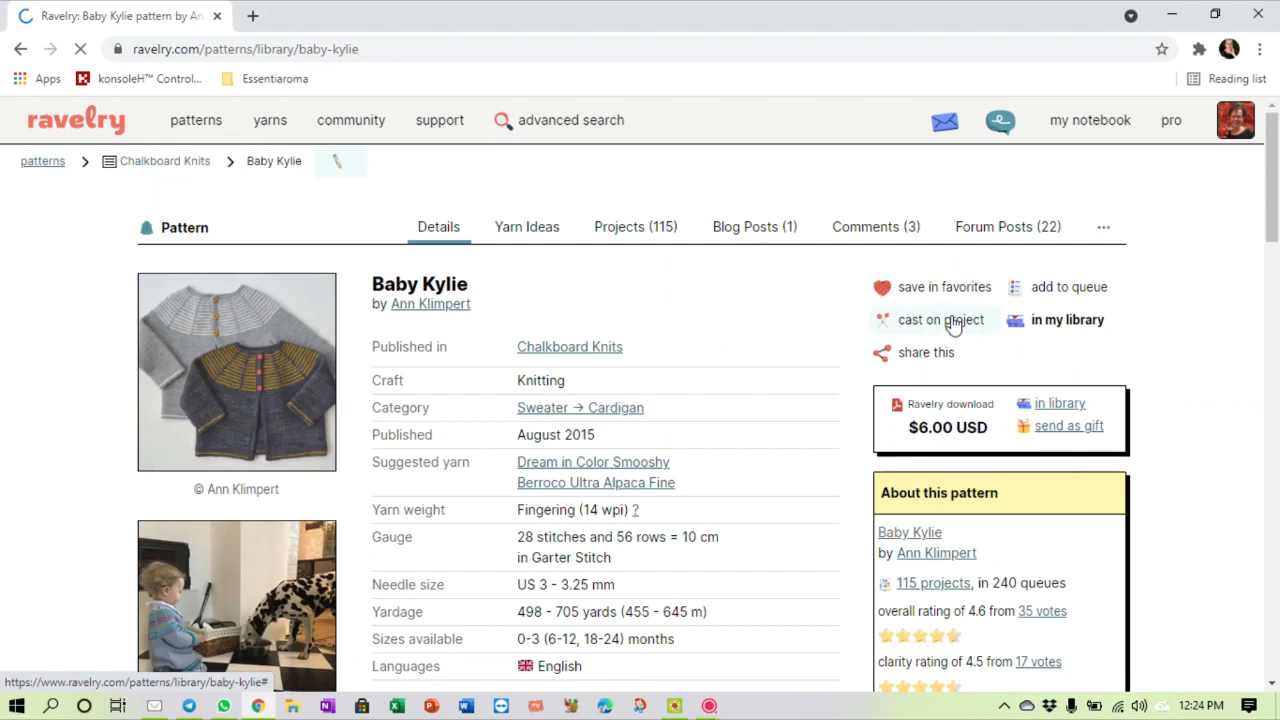 Ravelry: Baby Kylie pattern by An
ravelry.com/patterns/library/baby-kylie
Apps
konsoleH™ Control...
Essentiaroma
Reading list
ravelry
patterns
yarns
community
support
advanced search
my notebook
pro
patterns
Chalkboard Knits
Baby Kylie
Pattern
Details
Yarn Ideas
Projects (115)
Blog Posts (1)
Comments (3)
Forum Posts (22)
© Ann Klimpert
Baby Kylie
by Ann Klimpert
Published in Chalkboard Knits
Craft Knitting
Category Sweater → Cardigan
Published August 2015
Suggested yarn Dream in Color Smooshy
Berroco Ultra Alpaca Fine
Yarn weight Fingering (14 wpi) ?
Gauge 28 stitches and 56 rows = 10 cm
in Garter Stitch
Needle size US 3 - 3.25 mm
Yardage 498 - 705 yards (455 - 645 m)
Sizes available 0-3 (6-12, 18-24) months
Languages English
save in favorites
add to queue
cast on project
in my library
share this
Ravelry download
$6.00 USD
in library
send as gift
About this pattern
Baby Kylie
by Ann Klimpert
115 projects, in 240 queues
overall rating of 4.6 from 35 votes
clarity rating of 4.5 from 17 votes
https://www.ravelry.com/patterns/library/baby-kylie#
12:24 PM